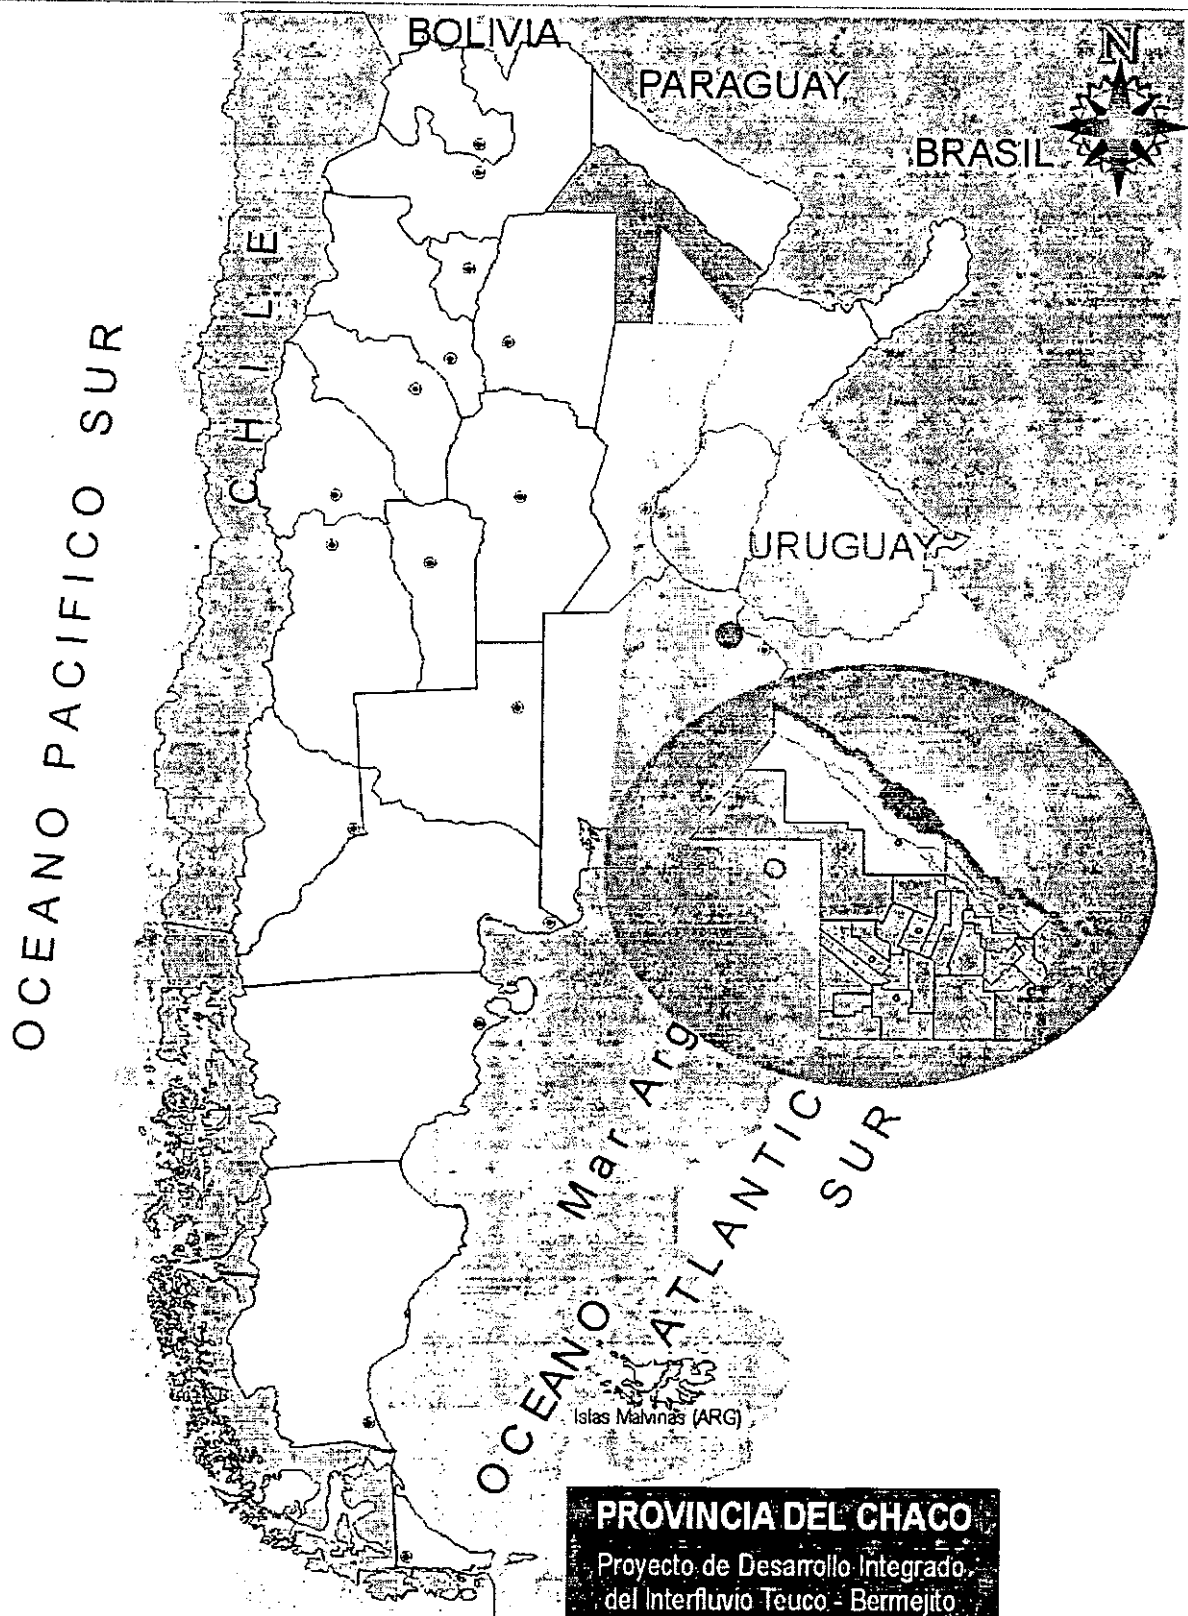 BOLIVIA
N
PARAGUAY
BRASIL
CHILE
OCEANO PACIFICO SUR
URUGUAY
Mar Arg
OCEANO ATLANTIC
SUR
Islas Malvinas (ARG)
PROVINCIA DEL CHACO
Proyecto de Desarrollo Integrado
del Interfluvio Teuco - Bermejito